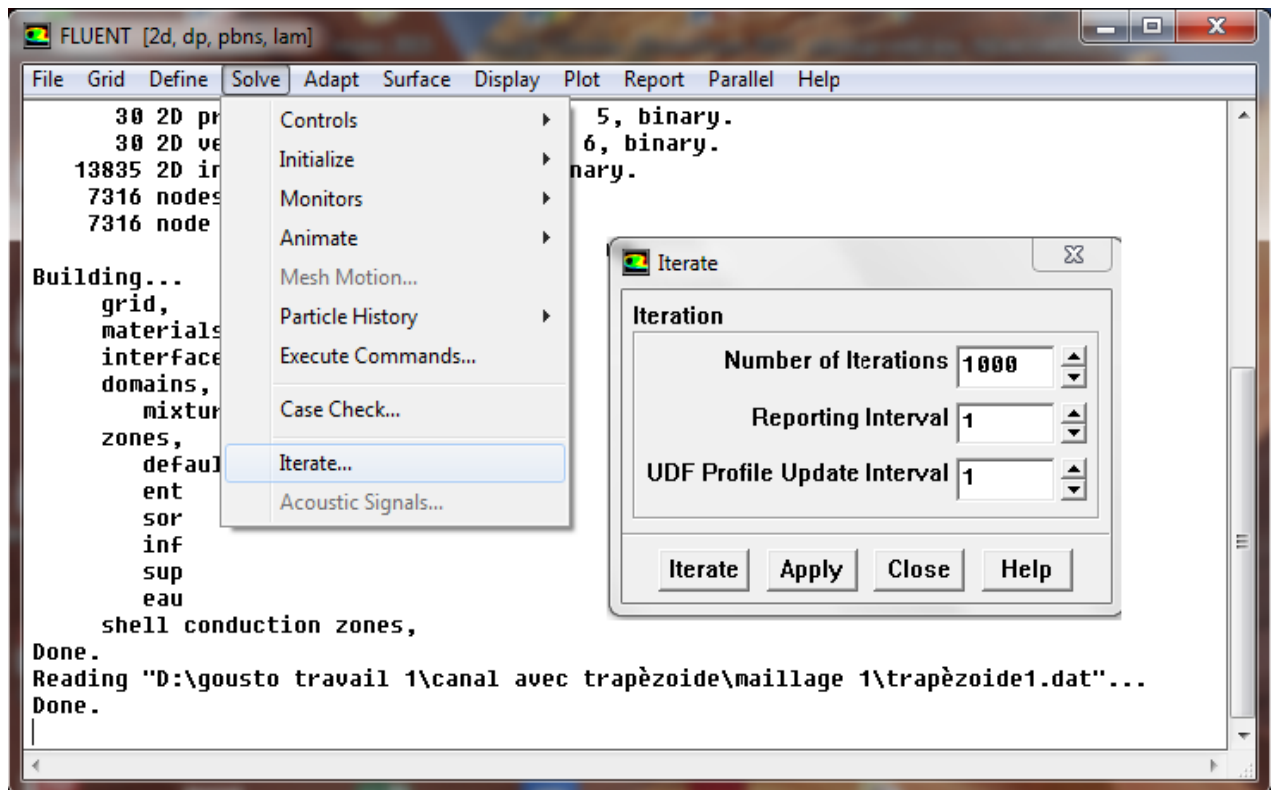 FLUENT [2d, dp, pbns, lam]
File Grid Define Solve Adapt Surface Display Plot Report Parallel Help
30 2D pr 5, binary.
30 2D ve 6, binary.
13835 2D in nary.
7316 nodes
7316 node
Building...
grid,
materials
interface
domains,
mixtur
zones,
defaul
ent
sor
inf
sup
eau
shell conduction zones,
Done.
Reading "D:\gousto travail 1\canal avec trapèzoide\maillage 1\trapèzoide1.dat"...
Done.
Controls
Initialize
Monitors
Animate
Mesh Motion...
Particle History
Execute Commands...
Case Check...
Iterate...
Acoustic Signals...
Iterate
Iteration
Number of Iterations 1000
Reporting Interval 1
UDF Profile Update Interval 1
Iterate Apply Close Help